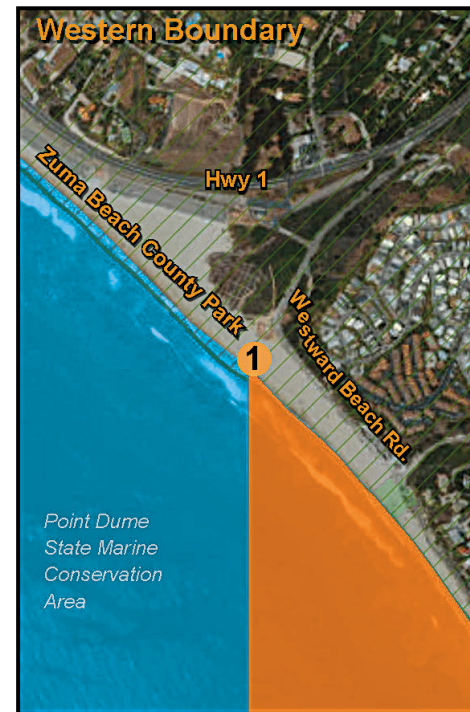 Western Boundary
Hwy 1
Zuma Beach County Park
Westward Beach Rd.
1
Point Dume
State Marine
Conservation
Area